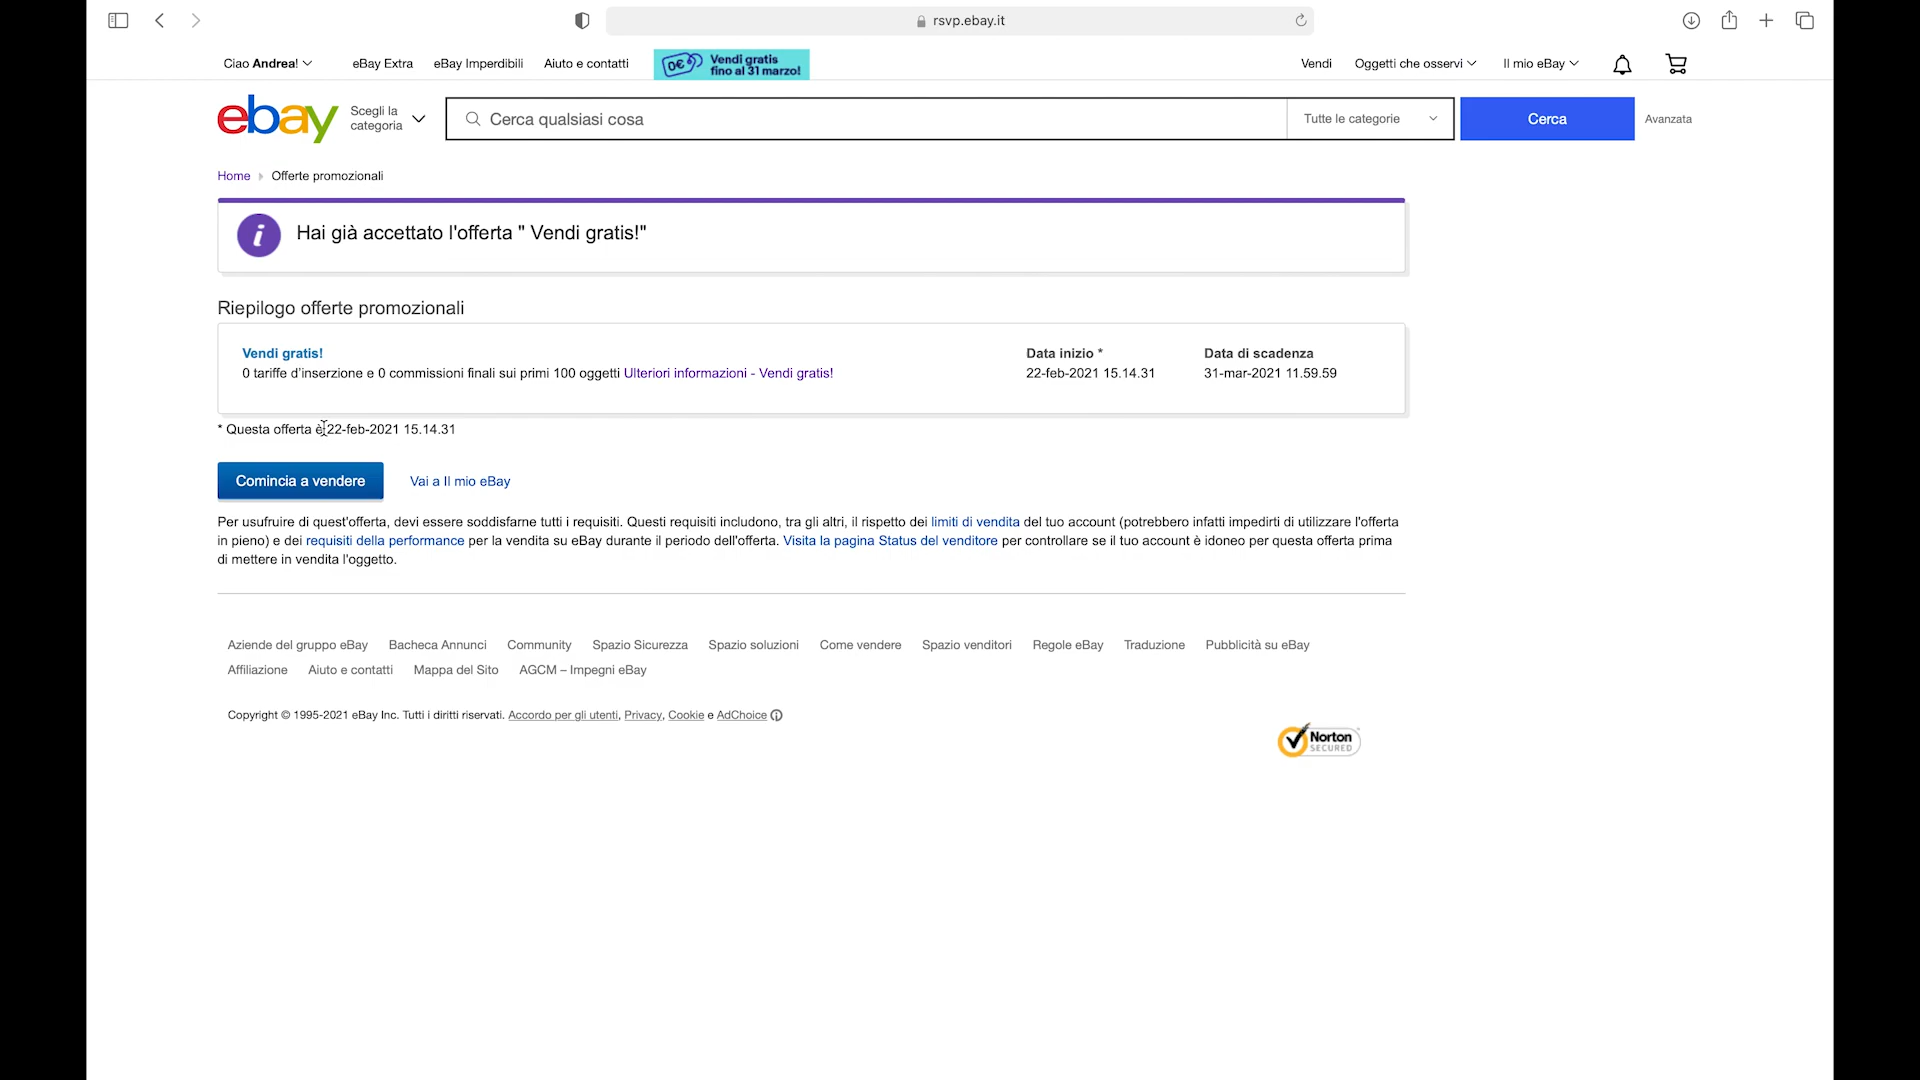 rsvp.ebay.it
Ciao Andrea!
eBay Extra
eBay Imperdibili
Aiuto e contatti
0€
Vendi gratis
fino al 31 marzo!
Vendi
Oggetti che osservi
Il mio eBay
ebay
Scegli la
categoria
Cerca qualsiasi cosa
Tutte le categorie
Cerca
Avanzata
Home
Offerte promozionali
i
Hai già accettato l'offerta " Vendi gratis!"
Riepilogo offerte promozionali
Vendi gratis!
Data inizio *
Data di scadenza
0 tariffe d'inserzione e 0 commissioni finali sui primi 100 oggetti Ulteriori informazioni - Vendi gratis!
22-feb-2021 15.14.31
31-mar-2021 11.59.59
* Questa offerta è 22-feb-2021 15.14.31
Comincia a vendere
Vai a Il mio eBay
Per usufruire di quest'offerta, devi essere soddisfarne tutti i requisiti. Questi requisiti includono, tra gli altri, il rispetto dei limiti di vendita del tuo account (potrebbero infatti impedirti di utilizzare l'offerta
in pieno) e dei requisiti della performance per la vendita su eBay durante il periodo dell'offerta. Visita la pagina Status del venditore per controllare se il tuo account è idoneo per questa offerta prima
di mettere in vendita l'oggetto.
Aziende del gruppo eBay
Bacheca Annunci
Community
Spazio Sicurezza
Spazio soluzioni
Come vendere
Spazio venditori
Regole eBay
Traduzione
Pubblicità su eBay
Affiliazione
Aiuto e contatti
Mappa del Sito
AGCM – Impegni eBay
Copyright © 1995-2021 eBay Inc. Tutti i diritti riservati. Accordo per gli utenti, Privacy, Cookie e AdChoice
Norton
SECURED